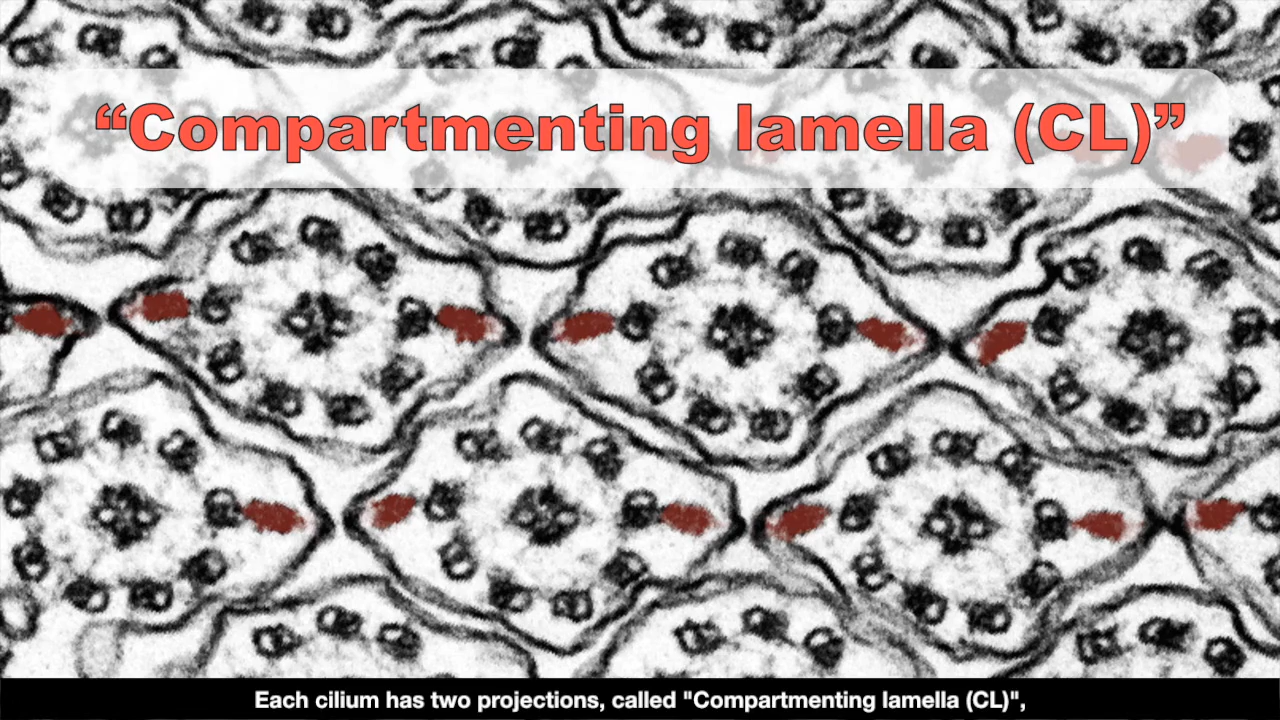 “Compartmenting lamella (CL)”
Each cilium has two projections, called "Compartmenting lamella (CL)",